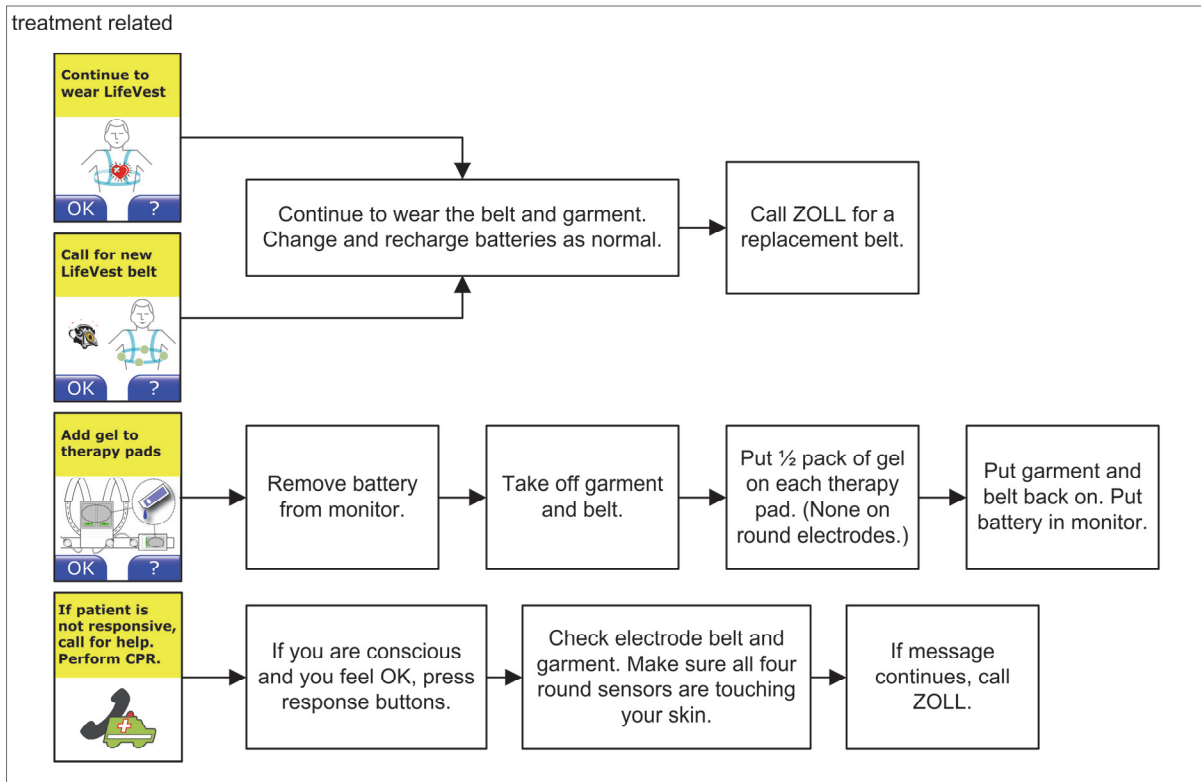 treatment related
Continue to
wear LifeVest
OK ?
Continue to wear the belt and garment.
Change and recharge batteries as normal.
Call ZOLL for a
replacement belt.
Call for new
LifeVest belt
OK ?
Add gel to
therapy pads
OK ?
Remove battery
from monitor.
Take off garment
and belt.
Put ½ pack of gel
on each therapy
pad. (None on
round electrodes.)
Put garment and
belt back on. Put
battery in monitor.
If patient is
not responsive,
call for help.
Perform CPR.
If you are conscious
and you feel OK, press
response buttons.
Check electrode belt and
garment. Make sure all four
round sensors are touching
your skin.
If message
continues, call
ZOLL.